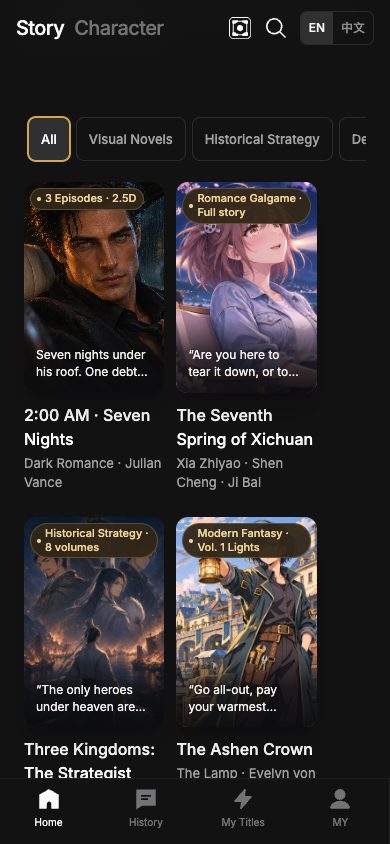 Story Character EN 中文
All Visual Novels Historical Strategy De
• 3 Episodes · 2.5D
Seven nights under
his roof. One debt...
2:00 AM · Seven
Nights
Dark Romance · Julian
Vance
• Romance Galgame ·
Full story
"Are you here to
tear it down, or to...
The Seventh
Spring of Xichuan
Xia Zhiyao · Shen
Cheng · Ji Bai
• Historical Strategy ·
8 volumes
"The only heroes
under heaven are...
Three Kingdoms:
The Strategist
• Modern Fantasy ·
Vol. 1 Lights
"Go all-out, pay
your warmest...
The Ashen Crown
The Lamp · Evelyn von
Home History My Titles MY